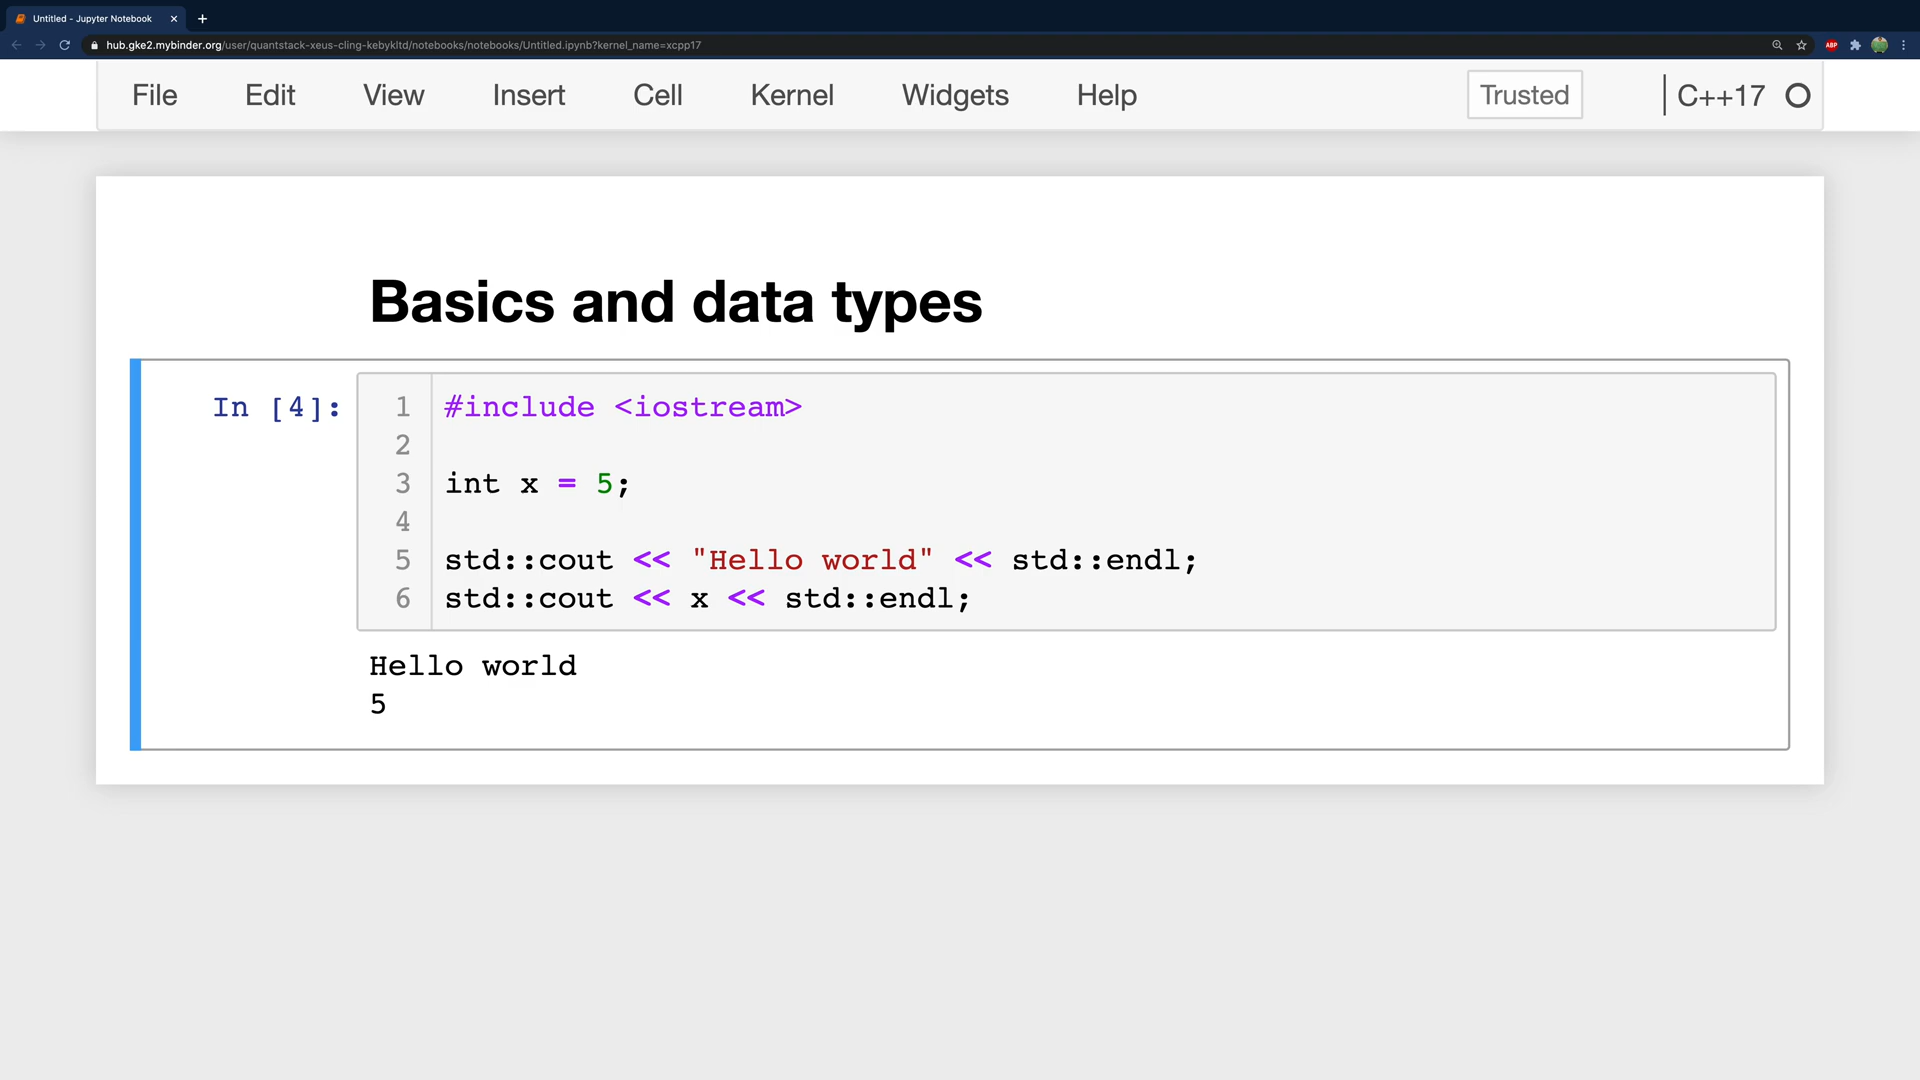 Untitled - Jupyter Notebook
hub.gke2.mybinder.org/user/quantstack-xeus-cling-kebykltd/notebooks/notebooks/Untitled.ipynb?kernel_name=xcpp17
ABP
File Edit View Insert Cell Kernel Widgets Help Trusted C++17
Basics and data types
In [4]:
1 #include <iostream>
2
3 int x = 5;
4
5 std::cout << "Hello world" << std::endl;
6 std::cout << x << std::endl;
Hello world
5